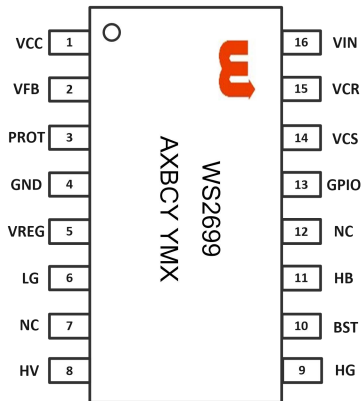 VCC 1 16 VIN
VFB 2 15 VCR
PROT 3 14 VCS
GND 4 13 GPIO
VREG 5 12 NC
LG 6 11 HB
NC 7 10 BST
HV 8 9 HG
WS2699
AXBCY YMX